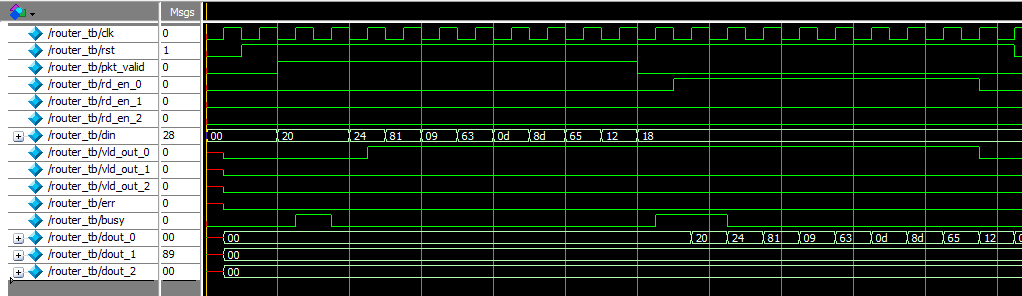 Msgs
/router_tb/clk 0
/router_tb/rst 1
/router_tb/pkt_valid 0
/router_tb/rd_en_0 0
/router_tb/rd_en_1 0
/router_tb/rd_en_2 0
/router_tb/din 28 00 20 24 81 09 63 0d 8d 65 12 18
/router_tb/vld_out_0 0
/router_tb/vld_out_1 0
/router_tb/vld_out_2 0
/router_tb/err 0
/router_tb/busy 0
/router_tb/dout_0 00 00 20 24 81 09 63 0d 8d 65 12
/router_tb/dout_1 89 00
/router_tb/dout_2 00 00